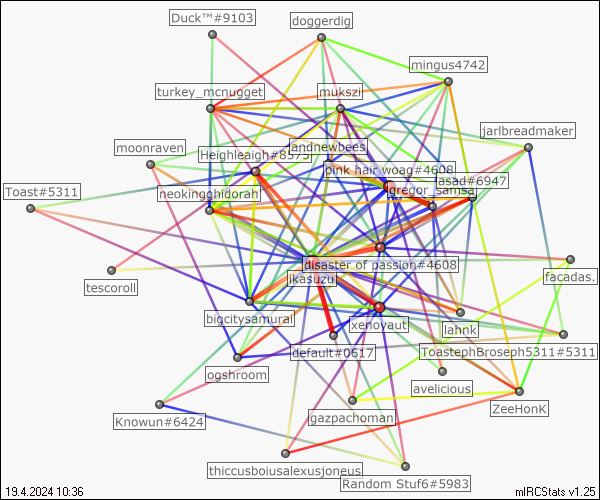 Duck™#9103
doggerdig
mingus4742
turkey_mcnugget
mukszi
jarlbreadmaker
moonraven
landnewbees
Heighleaigh#8575
pink hair woag#4608
asad#6947
Toast#5311
neokingghidorah
gregor_samsa
disaster of passion#4608
facadas.
tescoroll
ikasuzu
bigcitysamurai
xenoyaut
lahnk
default#0617
ToastephBroseph5311#5311
ogshroom
avelicious
ZeeHonK
Knowun#6424
gazpachoman
thiccusboiusalexusjoneus
Random Stuf6#5983
19.4.2024 10:36
mIRCStats v1.25